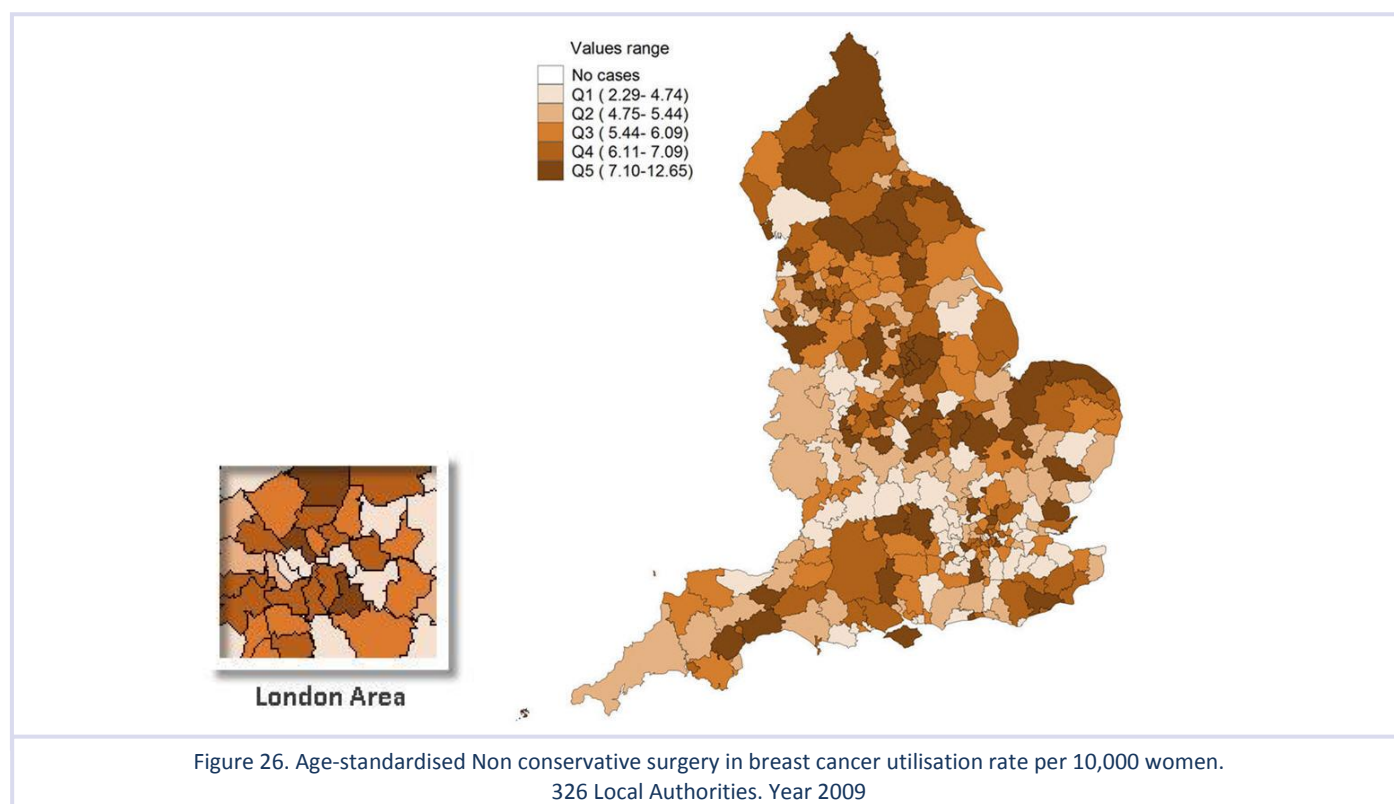 Values range
No cases
Q1 ( 2.29- 4.74)
Q2 ( 4.75- 5.44)
Q3 ( 5.44- 6.09)
Q4 ( 6.11- 7.09)
Q5 ( 7.10-12.65)
London Area
Figure 26. Age-standardised Non conservative surgery in breast cancer utilisation rate per 10,000 women.
326 Local Authorities. Year 2009